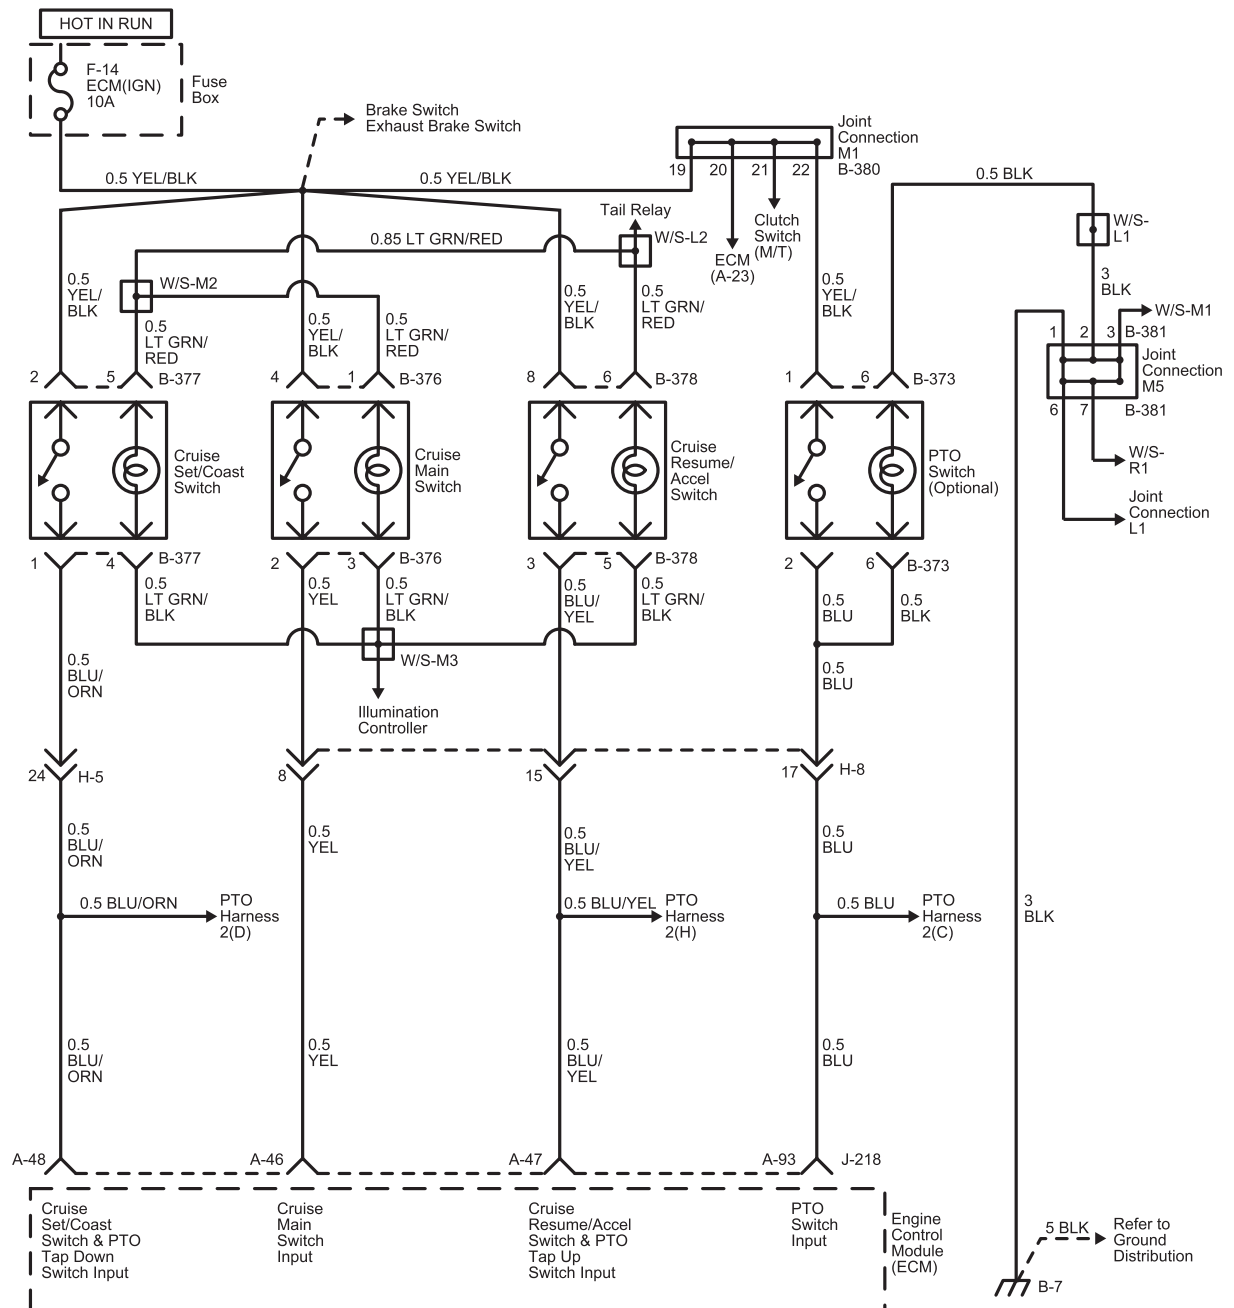 HOT IN RUN
F-14
ECM(IGN)
10A
Fuse
Box
Brake Switch
Exhaust Brake Switch
Joint
Connection
M1
B-380
19
20
21
22
0.5 YEL/BLK
0.5 YEL/BLK
0.5 BLK
Tail Relay
W/S-L2
0.85 LT GRN/RED
Clutch
Switch
(M/T)
ECM
(A-23)
W/S-
L1
3
BLK
W/S-M1
0.5
YEL/
BLK
W/S-M2
0.5
LT GRN/
RED
0.5
YEL/
BLK
0.5
LT GRN/
RED
0.5
YEL/
BLK
0.5
LT GRN/
RED
0.5
YEL/
BLK
1
2
3
B-381
Joint
Connection
M5
6
7
B-381
W/S-
R1
Joint
Connection
L1
2
5
B-377
4
1
B-376
8
6
B-378
1
6
B-373
Cruise
Set/Coast
Switch
Cruise
Main
Switch
Cruise
Resume/
Accel
Switch
PTO
Switch
(Optional)
1
4
B-377
2
3
B-376
3
5
B-378
2
6
B-373
0.5
LT GRN/
BLK
0.5
YEL
0.5
LT GRN/
BLK
0.5
BLU/
YEL
0.5
LT GRN/
BLK
0.5
BLU
0.5
BLK
0.5
BLU/
ORN
W/S-M3
0.5
BLU
Illumination
Controller
24
H-5
8
15
17
H-8
0.5
BLU/
ORN
0.5
YEL
0.5
BLU/
YEL
0.5
BLU
0.5 BLU/ORN
PTO
Harness
2(D)
0.5 BLU/YEL
PTO
Harness
2(H)
0.5 BLU
PTO
Harness
2(C)
3
BLK
0.5
BLU/
ORN
0.5
YEL
0.5
BLU/
YEL
0.5
BLU
A-48
A-46
A-47
A-93
J-218
Cruise
Set/Coast
Switch & PTO
Tap Down
Switch Input
Cruise
Main
Switch
Input
Cruise
Resume/Accel
Switch & PTO
Tap Up
Switch Input
PTO
Switch
Input
Engine
Control
Module
(ECM)
5 BLK
Refer to
Ground
Distribution
B-7